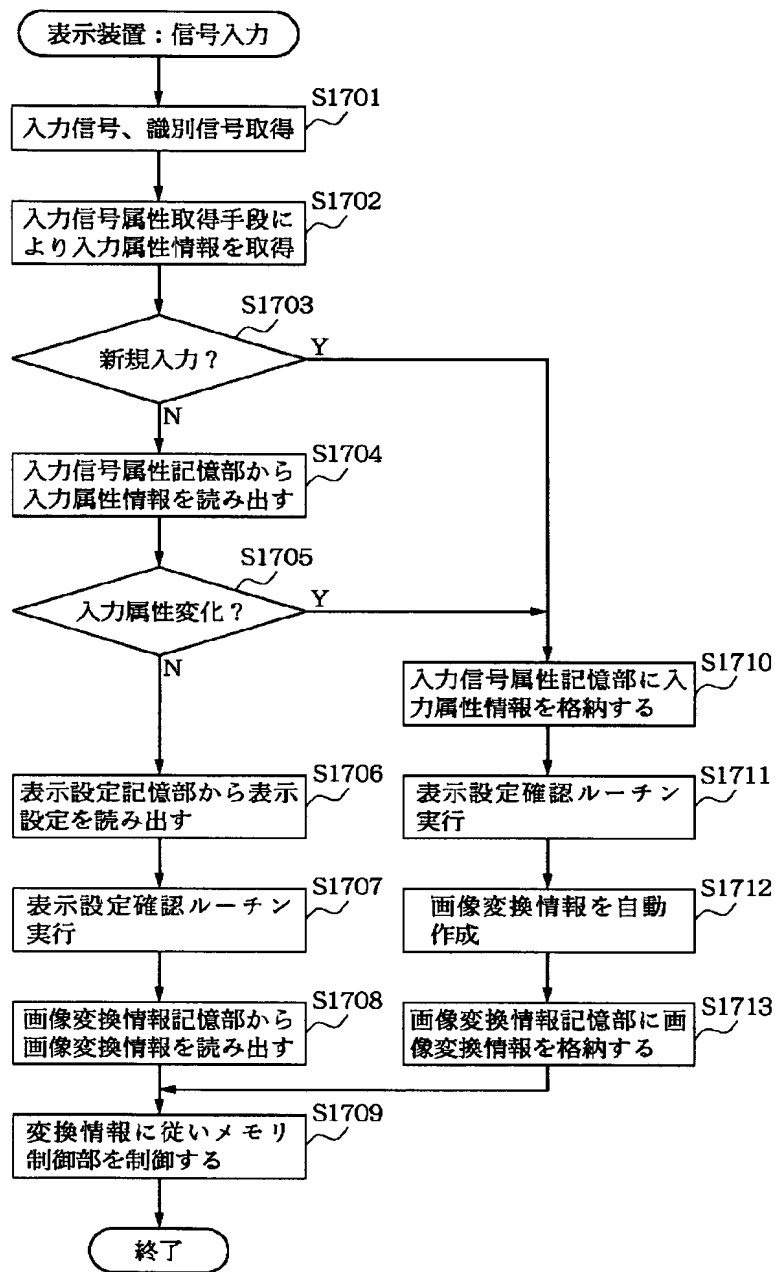 表示装置：信号入力
S1701
入力信号、識別信号取得
S1702
入力信号属性取得手段に
より入力属性情報を取得
S1703
新規入力？
Y
N
S1704
入力信号属性記憶部から
入力属性情報を読み出す
S1705
入力属性変化？
Y
N
S1710
入力信号属性記憶部に入
力属性情報を格納する
S1706
表示設定記憶部から表示
設定を読み出す
S1711
表示設定確認ルーチン
実行
S1707
表示設定確認ルーチン
実行
S1712
画像変換情報を自動
作成
S1708
画像変換情報記憶部から
画像変換情報を読み出す
S1713
画像変換情報記憶部に画
像変換情報を格納する
S1709
変換情報に従いメモリ
制御部を制御する
終了